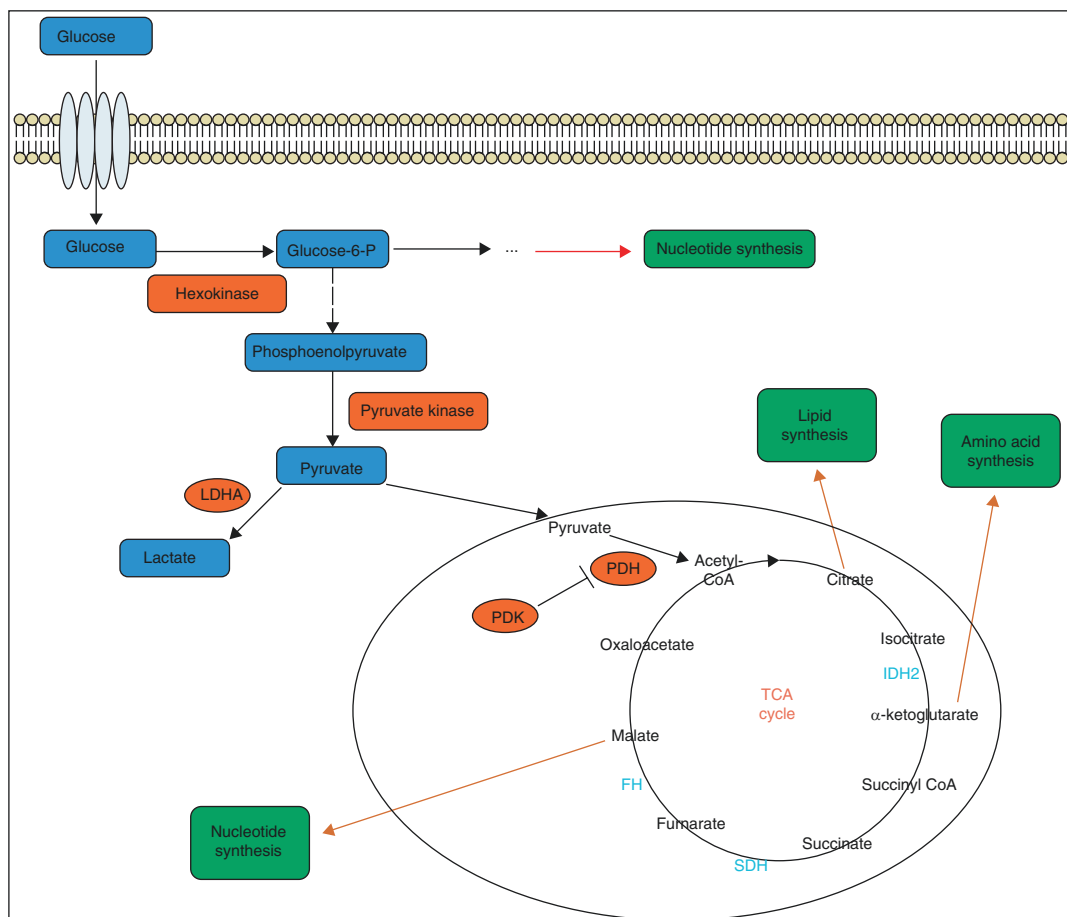 Glucose
Glucose
Glucose-6-P
...
Nucleotide synthesis
Hexokinase
Phosphoenolpyruvate
Pyruvate kinase
Lipid
synthesis
Amino acid
synthesis
Pyruvate
LDHA
Lactate
Pyruvate
PDH
Acetyl-
CoA
Citrate
PDK
Oxaloacetate
Isocitrate
IDH2
TCA
cycle
α-ketoglutarate
Malate
FH
Succinyl CoA
Fumarate
Succinate
SDH
Nucleotide
synthesis